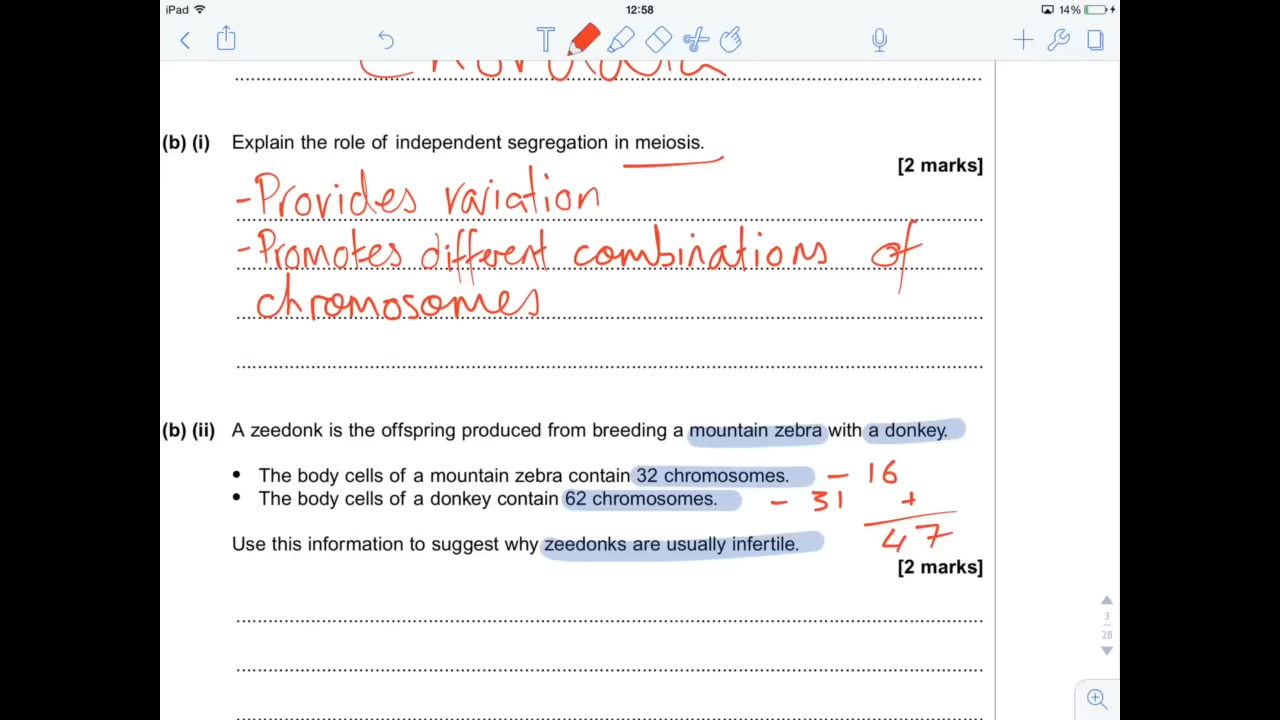 iPad
12:58
14%
Chordata
(b) (i) Explain the role of independent segregation in meiosis.
[2 marks]
- Provides variation
- Promotes different combinations of
chromosomes
(b) (ii) A zeedonk is the offspring produced from breeding a mountain zebra with a donkey.
• The body cells of a mountain zebra contain 32 chromosomes. - 16
• The body cells of a donkey contain 62 chromosomes. - 31 +
47
Use this information to suggest why zeedonks are usually infertile.
[2 marks]
3
28